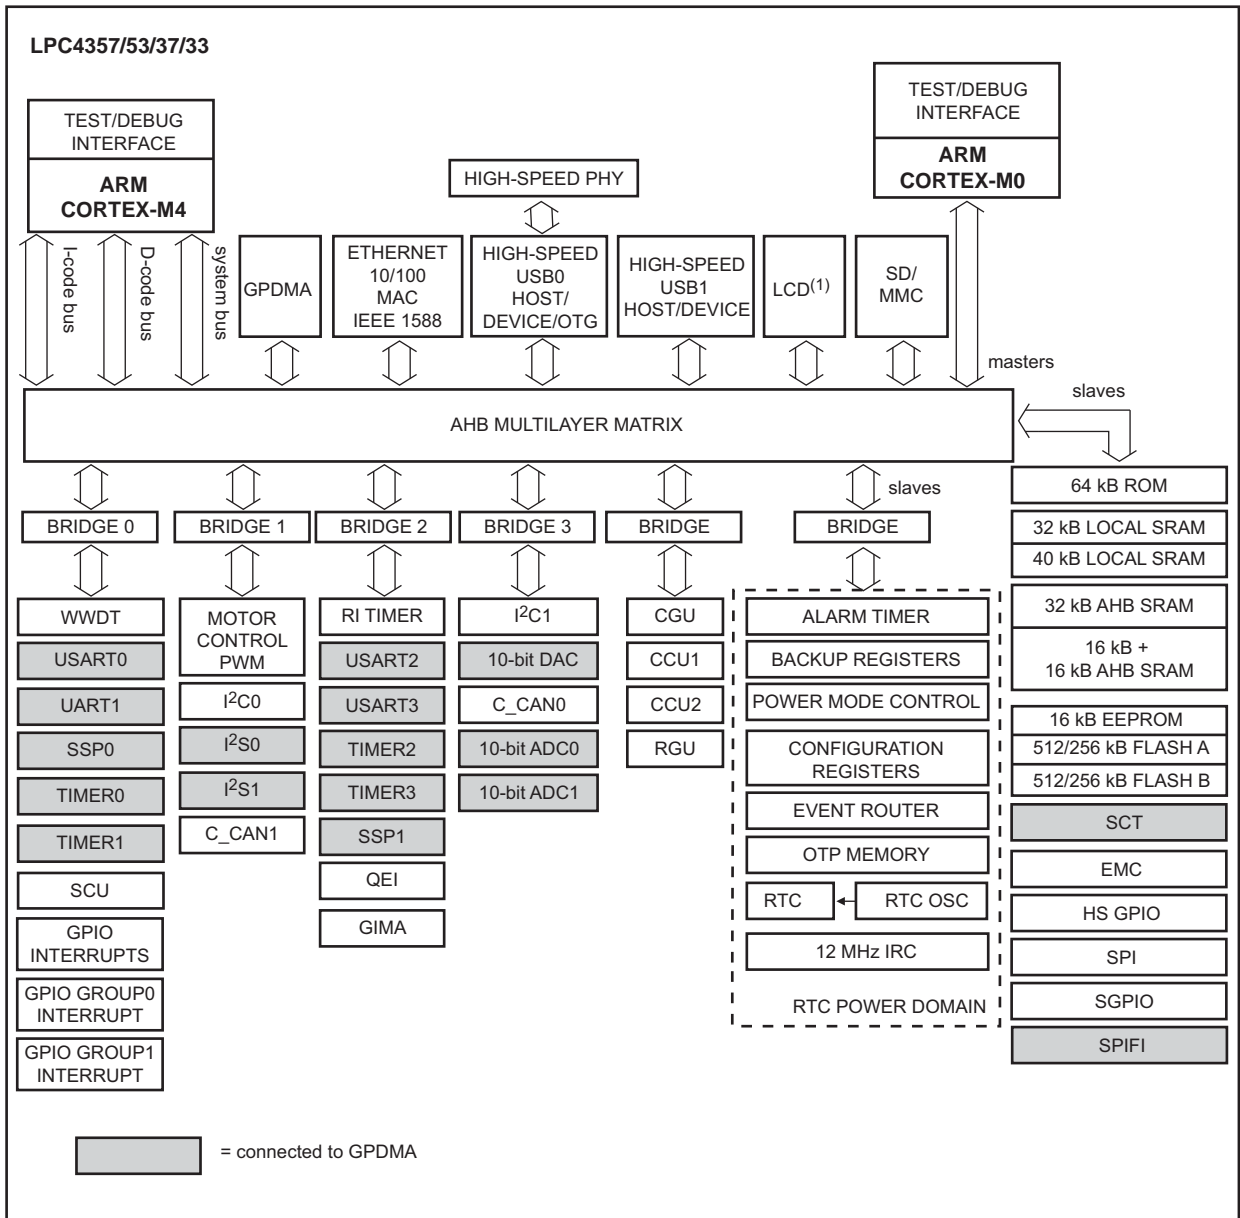 LPC4357/53/37/33
TEST/DEBUG
INTERFACE
ARM
CORTEX-M4
TEST/DEBUG
INTERFACE
ARM
CORTEX-M0
HIGH-SPEED PHY
I-code bus
D-code bus
system bus
GPDMA
ETHERNET
10/100
MAC
IEEE 1588
HIGH-SPEED
USB0
HOST/
DEVICE/OTG
HIGH-SPEED
USB1
HOST/DEVICE
LCD(1)
SD/
MMC
masters
slaves
AHB MULTILAYER MATRIX
slaves
BRIDGE 0
BRIDGE 1
BRIDGE 2
BRIDGE 3
BRIDGE
BRIDGE
WWDT
USART0
UART1
SSP0
TIMER0
TIMER1
SCU
GPIO
INTERRUPTS
GPIO GROUP0
INTERRUPT
GPIO GROUP1
INTERRUPT
MOTOR
CONTROL
PWM
I2C0
I2S0
I2S1
C_CAN1
RI TIMER
USART2
USART3
TIMER2
TIMER3
SSP1
QEI
GIMA
I2C1
10-bit DAC
C_CAN0
10-bit ADC0
10-bit ADC1
CGU
CCU1
CCU2
RGU
ALARM TIMER
BACKUP REGISTERS
POWER MODE CONTROL
CONFIGURATION
REGISTERS
EVENT ROUTER
OTP MEMORY
RTC
RTC OSC
12 MHz IRC
RTC POWER DOMAIN
64 kB ROM
32 kB LOCAL SRAM
40 kB LOCAL SRAM
32 kB AHB SRAM
16 kB +
16 kB AHB SRAM
16 kB EEPROM
512/256 kB FLASH A
512/256 kB FLASH B
SCT
EMC
HS GPIO
SPI
SGPIO
SPIFI
= connected to GPDMA